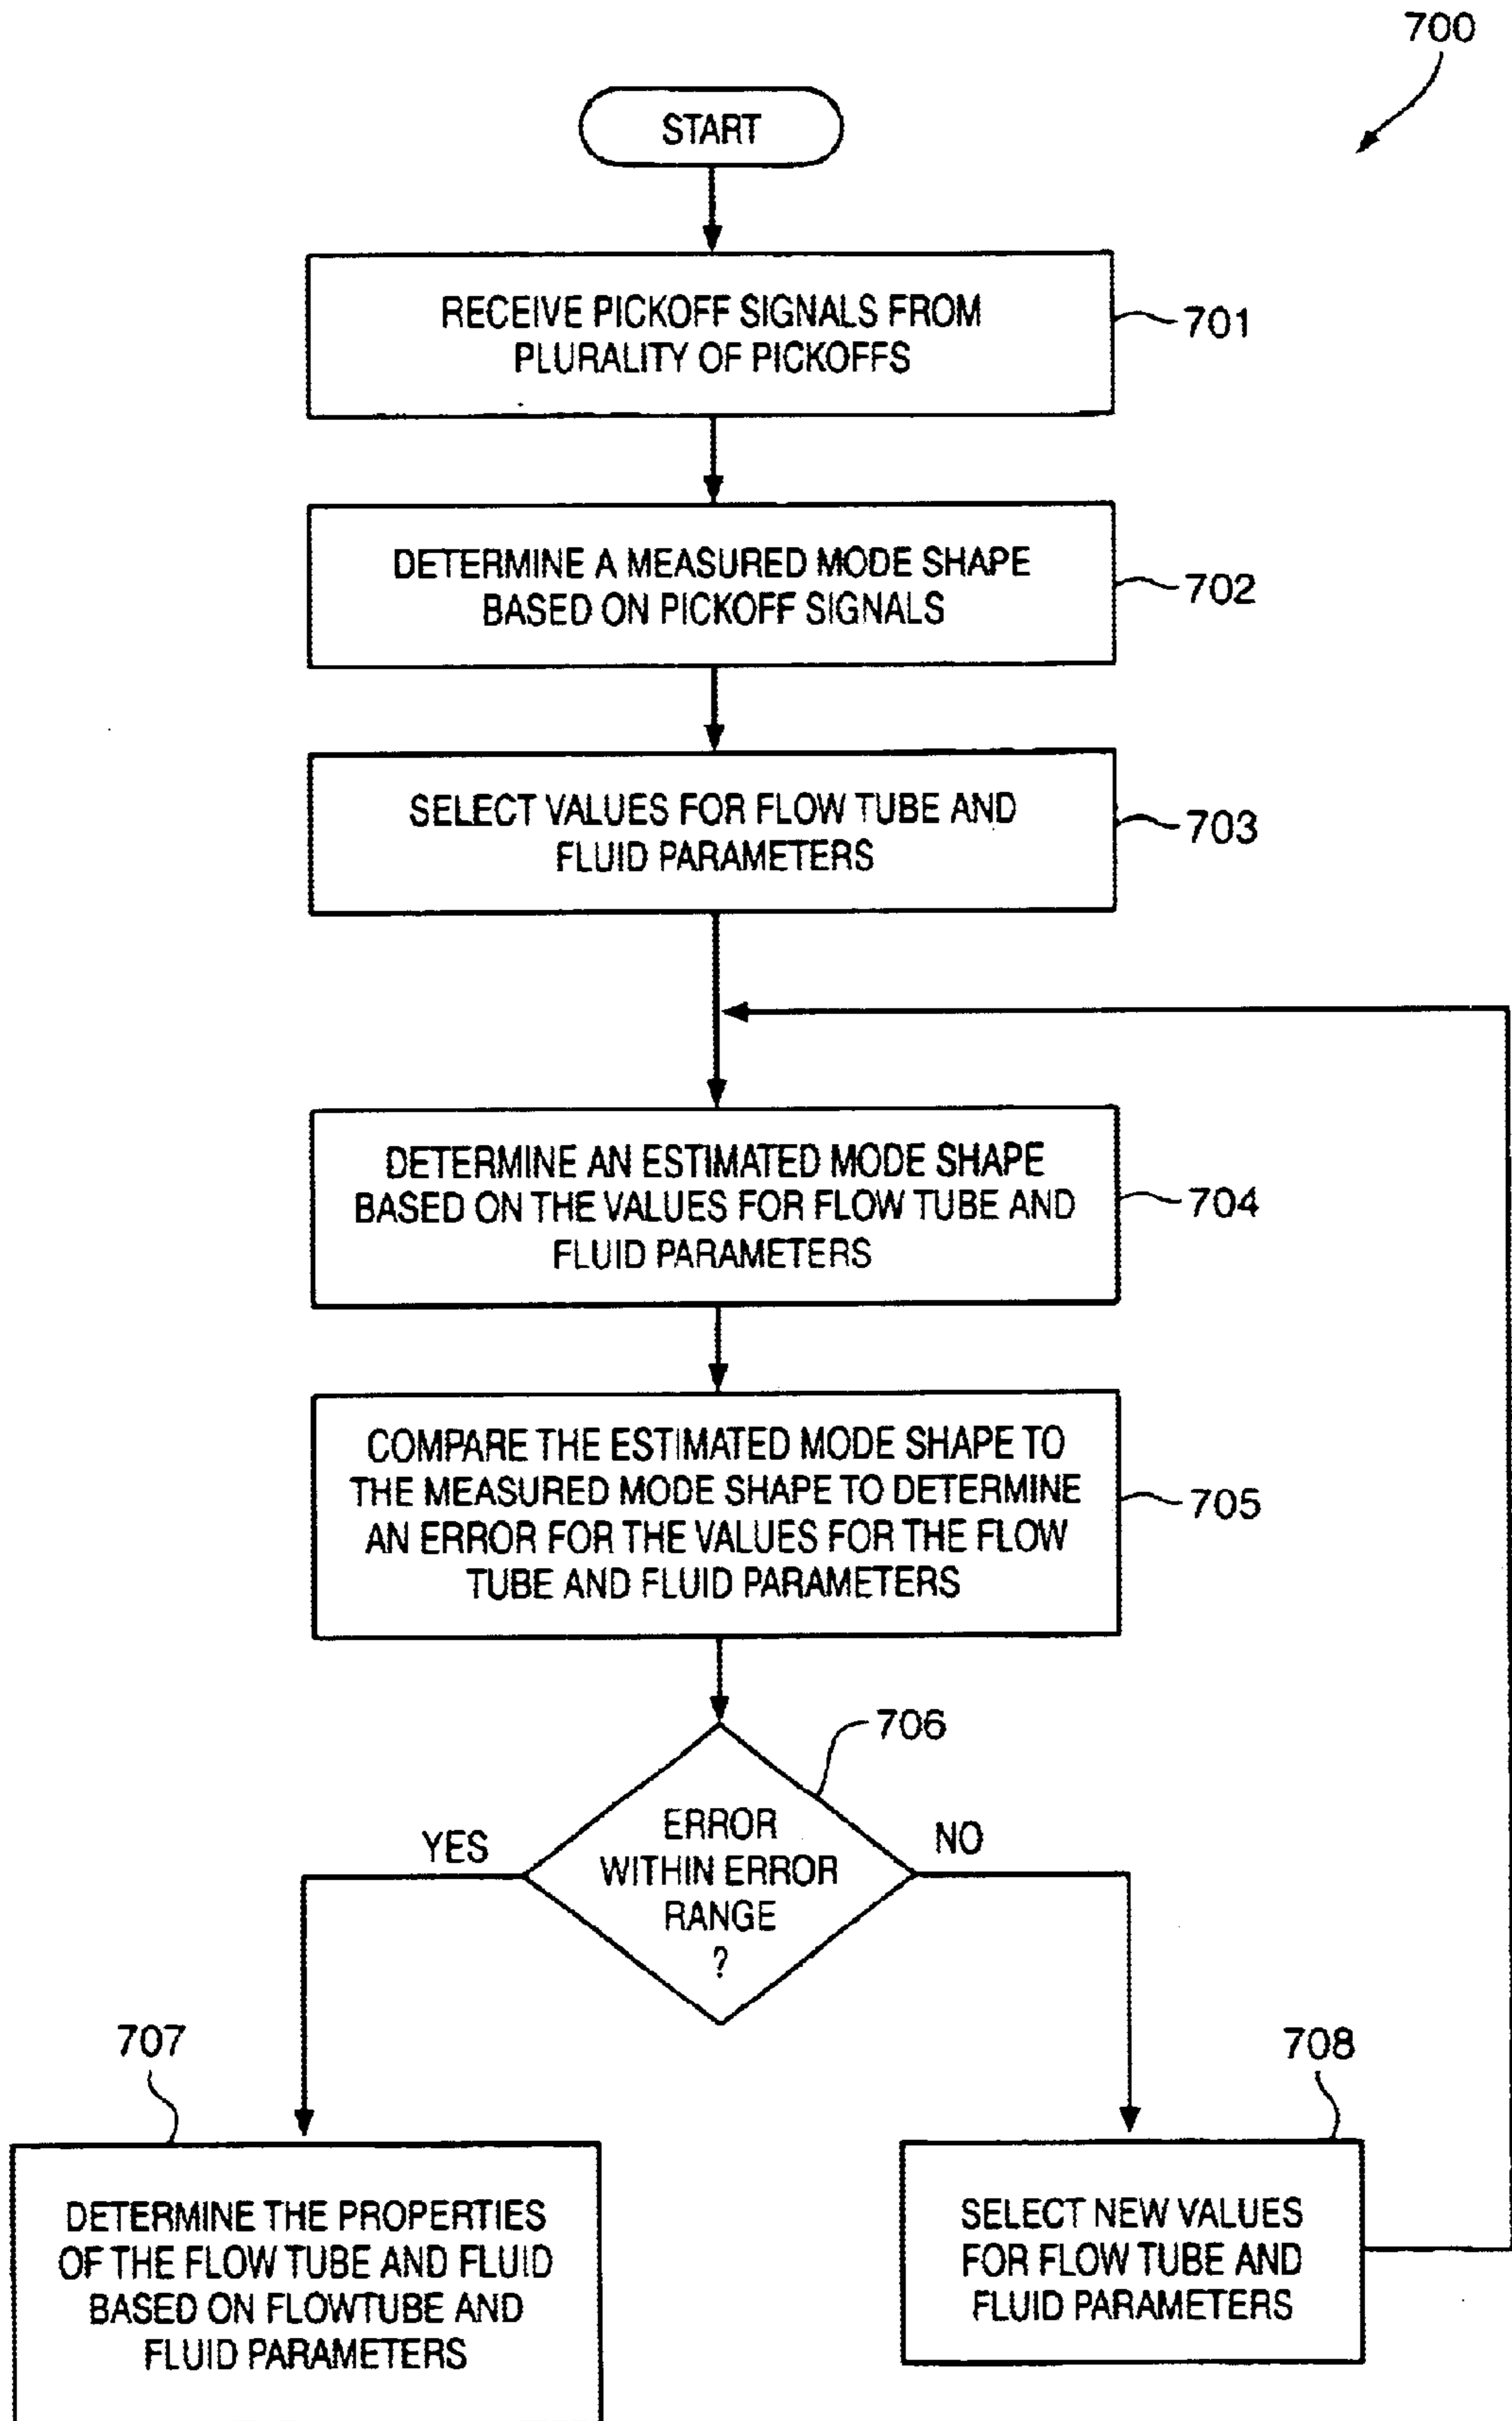 700
START
RECEIVE PICKOFF SIGNALS FROM
PLURALITY OF PICKOFFS
701
DETERMINE A MEASURED MODE SHAPE
BASED ON PICKOFF SIGNALS
702
SELECT VALUES FOR FLOW TUBE AND
FLUID PARAMETERS
703
DETERMINE AN ESTIMATED MODE SHAPE
BASED ON THE VALUES FOR FLOW TUBE AND
FLUID PARAMETERS
704
COMPARE THE ESTIMATED MODE SHAPE TO
THE MEASURED MODE SHAPE TO DETERMINE
AN ERROR FOR THE VALUES FOR THE FLOW
TUBE AND FLUID PARAMETERS
705
706
ERROR
WITHIN ERROR
RANGE
?
YES
NO
707
DETERMINE THE PROPERTIES
OF THE FLOW TUBE AND FLUID
BASED ON FLOWTUBE AND
FLUID PARAMETERS
708
SELECT NEW VALUES
FOR FLOW TUBE AND
FLUID PARAMETERS